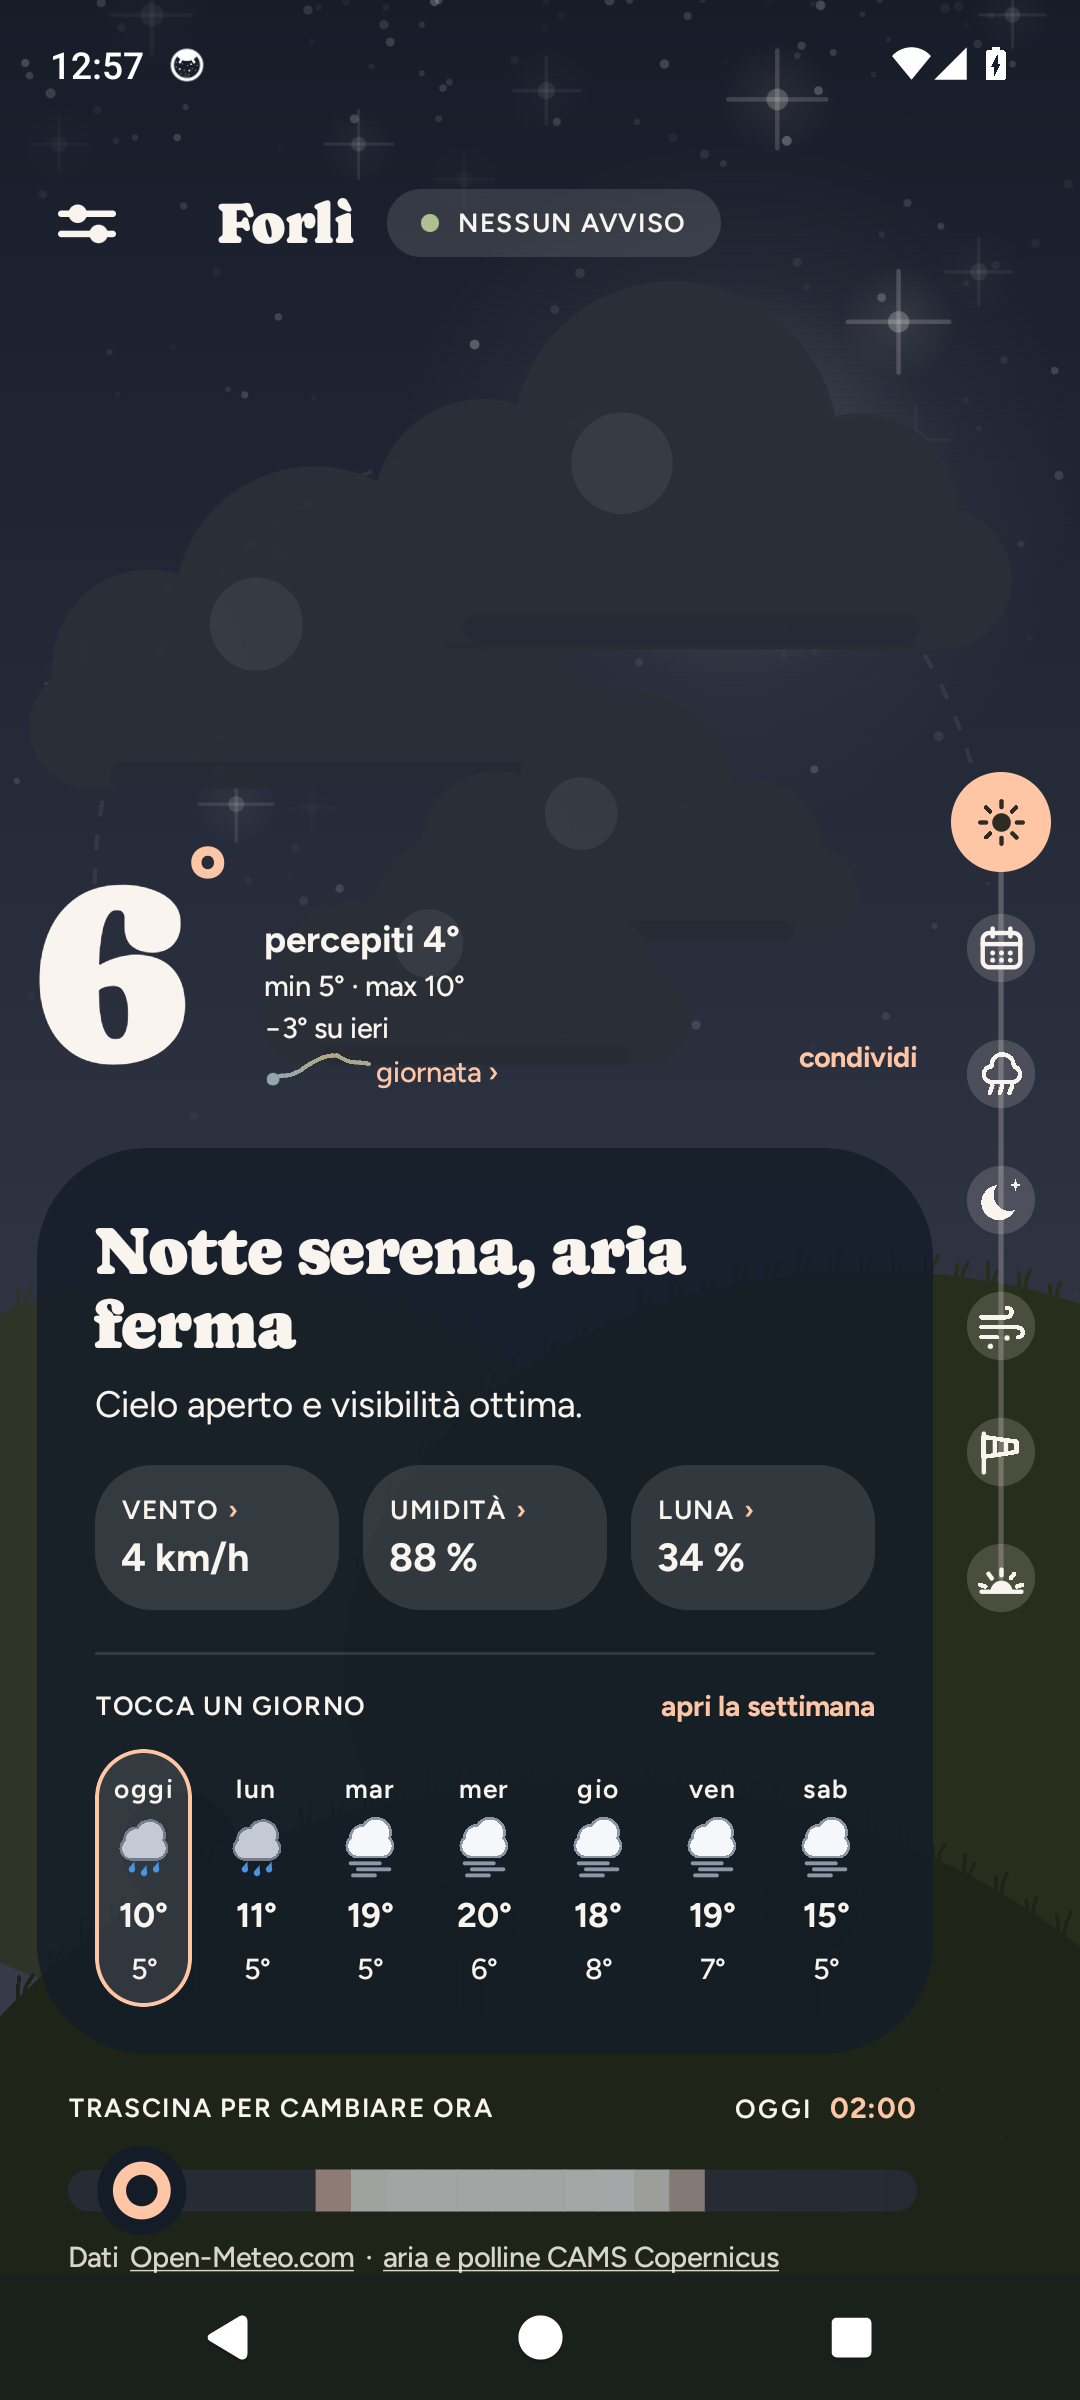 12:57
Forlì
NESSUN AVVISO
6°
percepiti 4°
min 5° · max 10°
−3° su ieri
giornata ›
condividi
Notte serena, aria
ferma
Cielo aperto e visibilità ottima.
VENTO › UMIDITÀ › LUNA ›
4 km/h 88 % 34 %
TOCCA UN GIORNO apri la settimana
oggi lun mar mer gio ven sab
10° 11° 19° 20° 18° 19° 15°
5° 5° 5° 6° 8° 7° 5°
TRASCINA PER CAMBIARE ORA OGGI 02:00
Dati Open-Meteo.com · aria e polline CAMS Copernicus